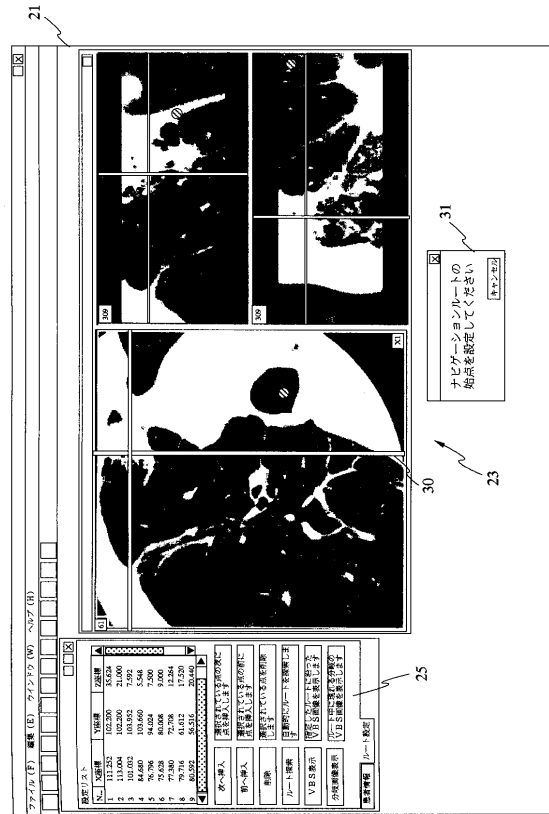 21
ファイル (F) 編集 (E) ウインドウ (W) ヘルプ (H)
設定リスト
N... X座標 Y座標 Z座標
1 111.252 102.200 35.624
2 113.004 102.200 21.000
3 101.032 103.952 7.592
4 84.680 103.660 5.548
5 76.796 94.024 5.500
6 75.628 80.008 9.000
7 77.380 72.708 12.264
8 79.716 61.612 17.520
9 80.592 56.516 20.440
次へ挿入 選択されている点の次に
点を挿入します
前へ挿入 選択されている点の前に
点を挿入します
削除 選択されている点を削除
します
ルート探索 自動的にルートを探索しま
す
VBS表示 指定したルートに沿った
VBS画像を表示します
分岐画像表示 ルート中に現れる分岐の
VBS画像を表示します
患者情報 ルート設定
25
61
X1
309
309
30
23
ナビゲーションルートの
始点を設定してください
キャンセル
31